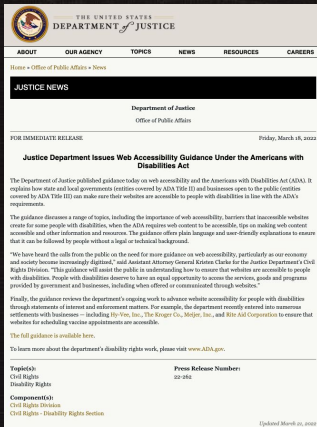 THE UNITED STATES
DEPARTMENT of JUSTICE
ABOUT OUR AGENCY TOPICS NEWS RESOURCES CAREERS
Home » Office of Public Affairs » News
JUSTICE NEWS
Department of Justice
Office of Public Affairs
FOR IMMEDIATE RELEASE Friday, March 18, 2022
Justice Department Issues Web Accessibility Guidance Under the Americans with
Disabilities Act
The Department of Justice published guidance today on web accessibility and the Americans with Disabilities Act (ADA). It
explains how state and local governments (entities covered by ADA Title II) and businesses open to the public (entities
covered by ADA Title III) can make sure their websites are accessible to people with disabilities in line with the ADA's
requirements.
The guidance discusses a range of topics, including the importance of web accessibility, barriers that inaccessible websites
create for some people with disabilities, when the ADA requires web content to be accessible, tips on making web content
accessible and other information and resources. The guidance offers plain language and user-friendly explanations to ensure
that it can be followed by people without a legal or technical background.
"We have heard the calls from the public on the need for more guidance on web accessibility, particularly as our economy
and society become increasingly digitized," said Assistant Attorney General Kristen Clarke for the Justice Department's Civil
Rights Division. "This guidance will assist the public in understanding how to ensure that websites are accessible to people
with disabilities. People with disabilities deserve to have an equal opportunity to access the services, goods and programs
provided by government and businesses, including when offered or communicated through websites."
Finally, the guidance reviews the department's ongoing work to advance website accessibility for people with disabilities
through statements of interest and enforcement matters. For example, the department recently entered into numerous
settlements with businesses — including Hy-Vee, Inc., The Kroger Co., Meijer, Inc., and Rite Aid Corporation to ensure that
websites for scheduling vaccine appointments are accessible.
The full guidance is available here.
To learn more about the department's disability rights work, please visit www.ADA.gov.
Topic(s): Press Release Number:
Civil Rights 22-262
Disability Rights
Component(s):
Civil Rights Division
Civil Rights - Disability Rights Section
Updated March 21, 2022